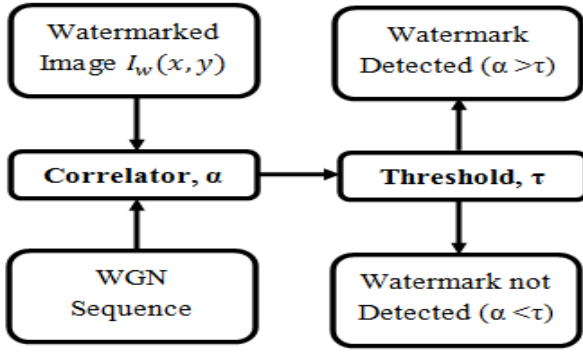 Watermarked
Image I_w(x, y)
Watermark
Detected (α >τ)
Correlator, α
Threshold, τ
WGN
Sequence
Watermark not
Detected (α <τ)